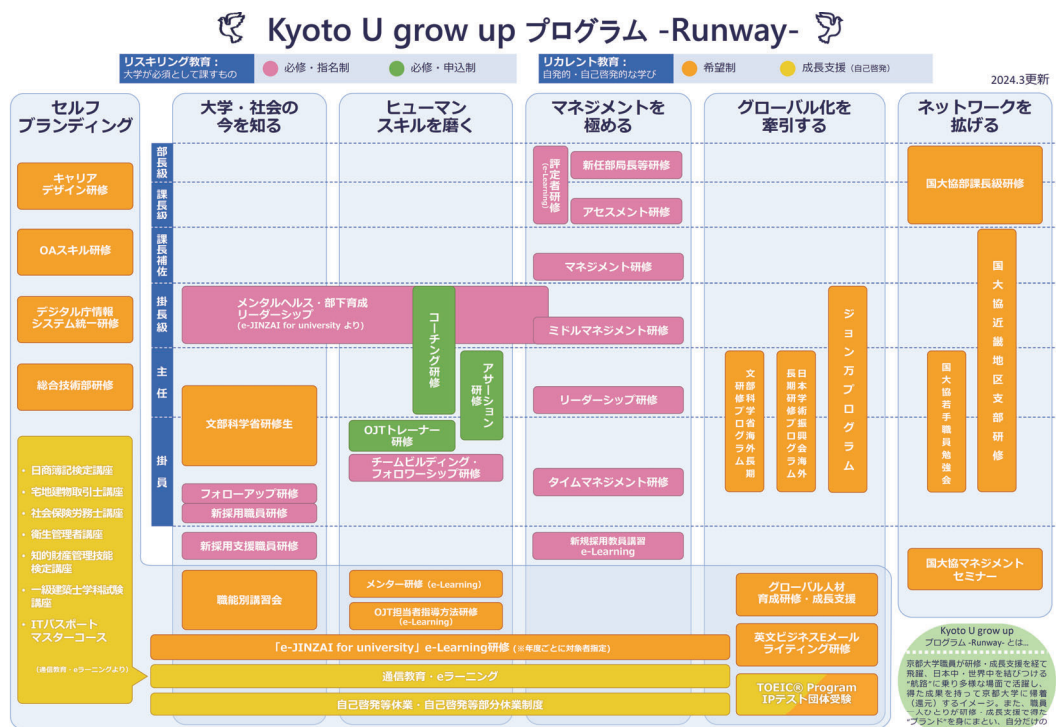 Kyoto U grow up プログラム -Runway-
リスキリング教育：
大学が必須として課すもの
必修・指名制
必修・申込制
リカレント教育：
自発的・自己啓発的な学び
希望制
成長支援（自己啓発）
2024.3更新
セルフ
ブランディング
大学・社会の
今を知る
ヒューマン
スキルを磨く
マネジメントを
極める
グローバル化を
牽引する
ネットワークを
拡げる
部長級
課長級
課長補佐
掛長級
主任
掛員
キャリア
デザイン研修
OAスキル研修
デジタル庁情報
システム統一研修
総合技術部研修
・ 日商簿記検定講座
・ 宅地建物取引士講座
・ 社会保険労務士講座
・ 衛生管理者講座
・ 知的財産管理技能
検定講座
・ 一級建築士学科試験
講座
・ ITパスポート
マスターコース
（通信教育・eラーニングより）
メンタルヘルス・部下育成
リーダーシップ
(e-JINZAI for university より)
文部科学省研修生
フォローアップ研修
新採用職員研修
新採用支援職員研修
職能別講習会
コーチング研修
アサーション
研修
OJTトレーナー
研修
チームビルディング・
フォロワーシップ研修
メンター研修 (e-Learning)
OJT担当者指導方法研修
(e-Learning)
評定者研修
(e-Learning)
新任部局長等研修
アセスメント研修
マネジメント研修
ミドルマネジメント研修
リーダーシップ研修
タイムマネジメント研修
新規採用教員講習
e-Learning
文部科学省海外長期
研修プログラム
日本学術振興会海外
長期研修プログラム
ジョン万プログラム
グローバル人材
育成研修・成長支援
英文ビジネスEメール
ライティング研修
TOEIC® Program
IPテスト団体受験
国大協部課長級研修
国大協近畿地区支部研修
国大協若手職員勉強会
国大協マネジメント
セミナー
「e-JINZAI for university」e-Learning研修（※年度ごとに対象者指定）
通信教育・eラーニング
自己啓発等休業・自己啓発等部分休業制度
Kyoto U grow up
プログラム -Runway- とは…
京都大学職員が研修・成長支援を経て
飛躍、日本中・世界中を結びつける
“航路”に乗り多様な場面で活躍し、
得た成果を持って京都大学に帰着
（還元）するイメージ。また、職員
一人ひとりが研修・成長支援で得た
“ブランド”を身にまとい、自分だけの